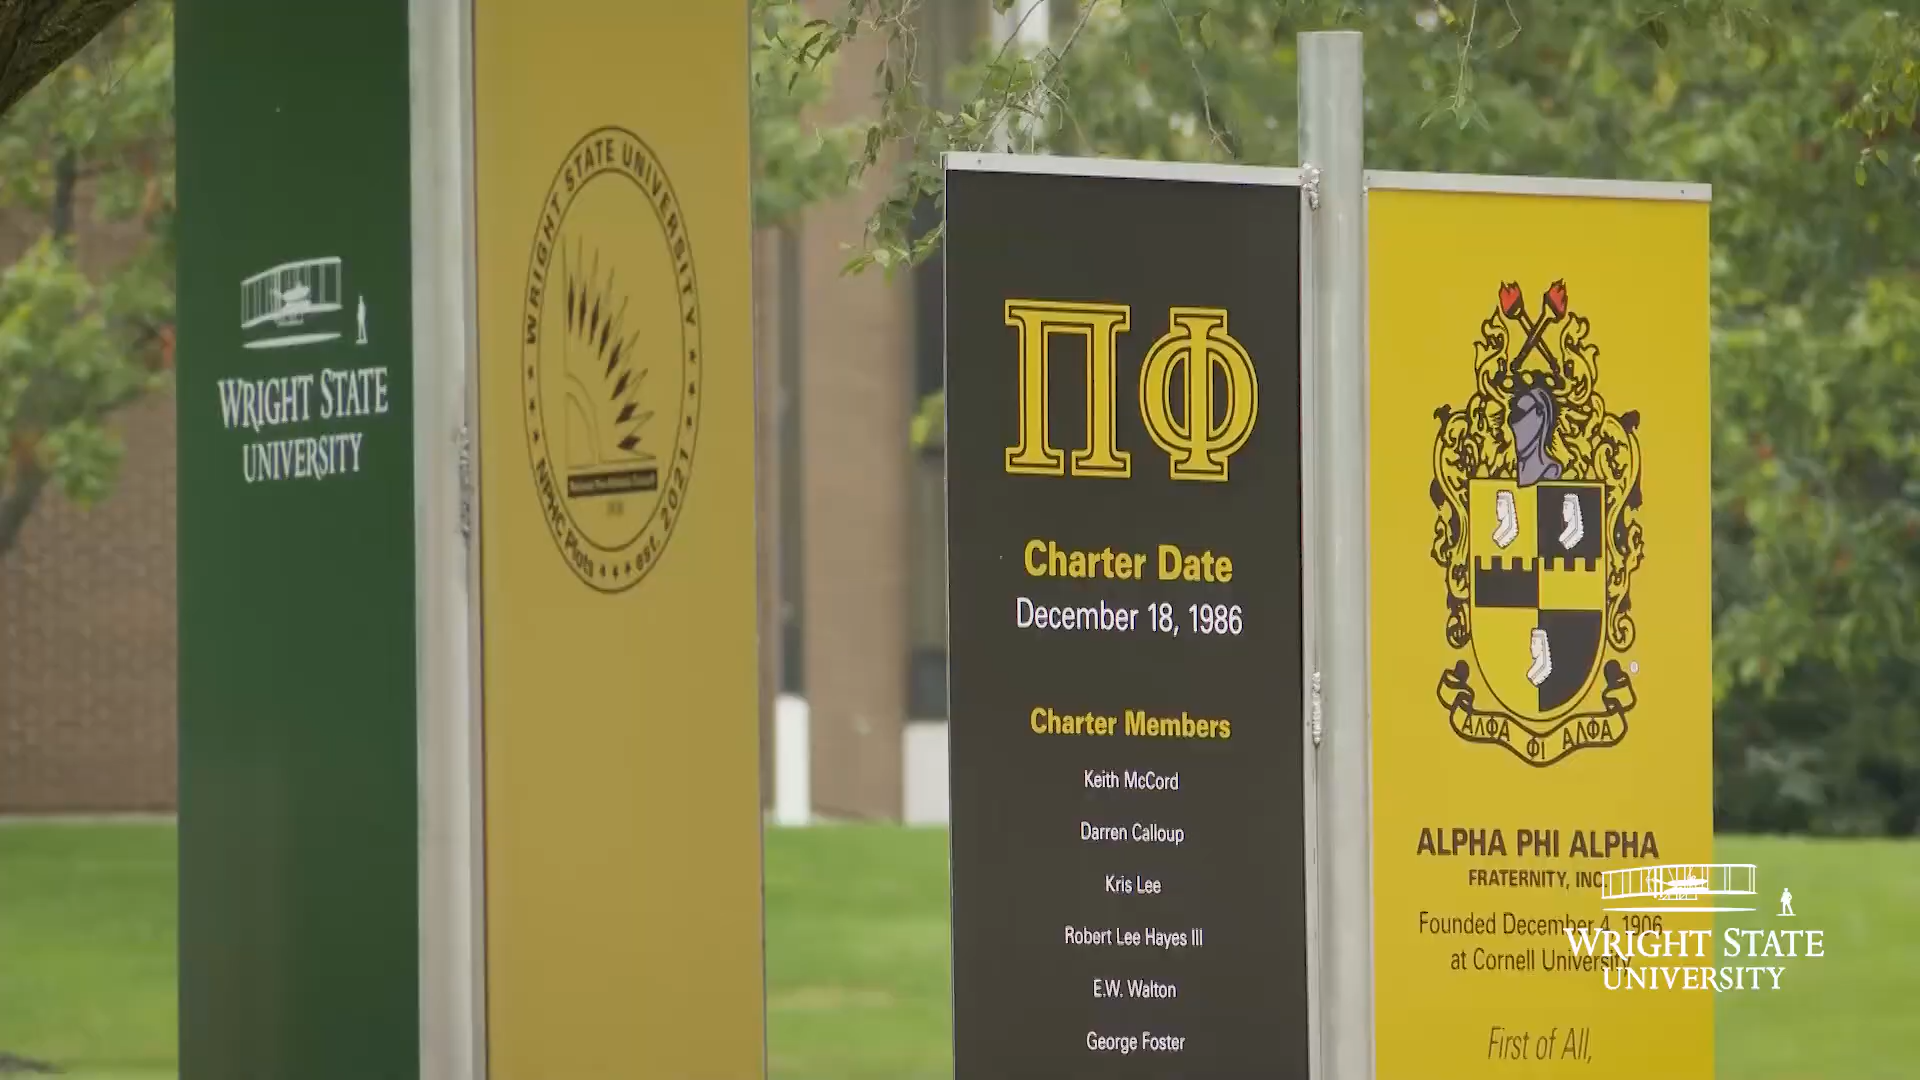 WRIGHT STATE
UNIVERSITY
WRIGHT STATE UNIVERSITY
NPHC Plots
est. 2021
ΠΦ
Charter Date
December 18, 1986
Charter Members
Keith McCord
Darren Calloup
Kris Lee
Robert Lee Hayes III
E.W. Walton
George Foster
ΑΛΦΑ ΦΙ ΑΛΦΑ
ALPHA PHI ALPHA
FRATERNITY, INC.
Founded December 4, 1906
at Cornell University
First of All,
WRIGHT STATE
UNIVERSITY